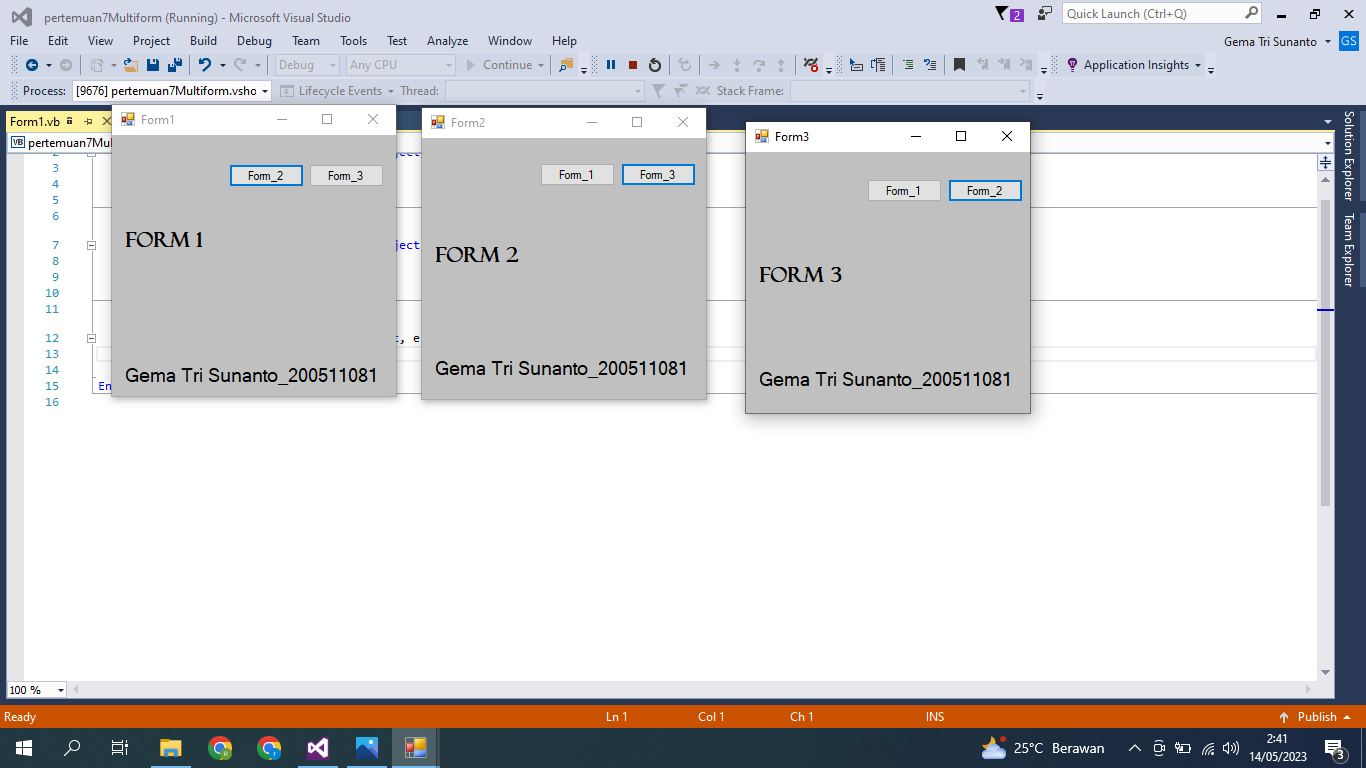 pertemuan7Multiform (Running) - Microsoft Visual Studio
2
Quick Launch (Ctrl+Q)
File Edit View Project Build Debug Team Tools Test Analyze Window Help
Gema Tri Sunanto GS
Debug Any CPU Continue Application Insights
Process: [9676] pertemuan7Multiform.vsho Lifecycle Events Thread: Stack Frame:
Form1.vb
VB pertemuan7Mul
Form1
Form_2 Form_3
FORM 1
Gema Tri Sunanto_200511081
Form2
Form_1 Form_3
FORM 2
Gema Tri Sunanto_200511081
Form3
Form_1 Form_2
FORM 3
Gema Tri Sunanto_200511081
2 ject
3
4
5
6
7 ject
8
9
10
11
12 t, e
13
14
15 En
16
Solution Explorer
Team Explorer
100 %
Ready Ln 1 Col 1 Ch 1 INS Publish
25°C Berawan
2:41
14/05/2023
3